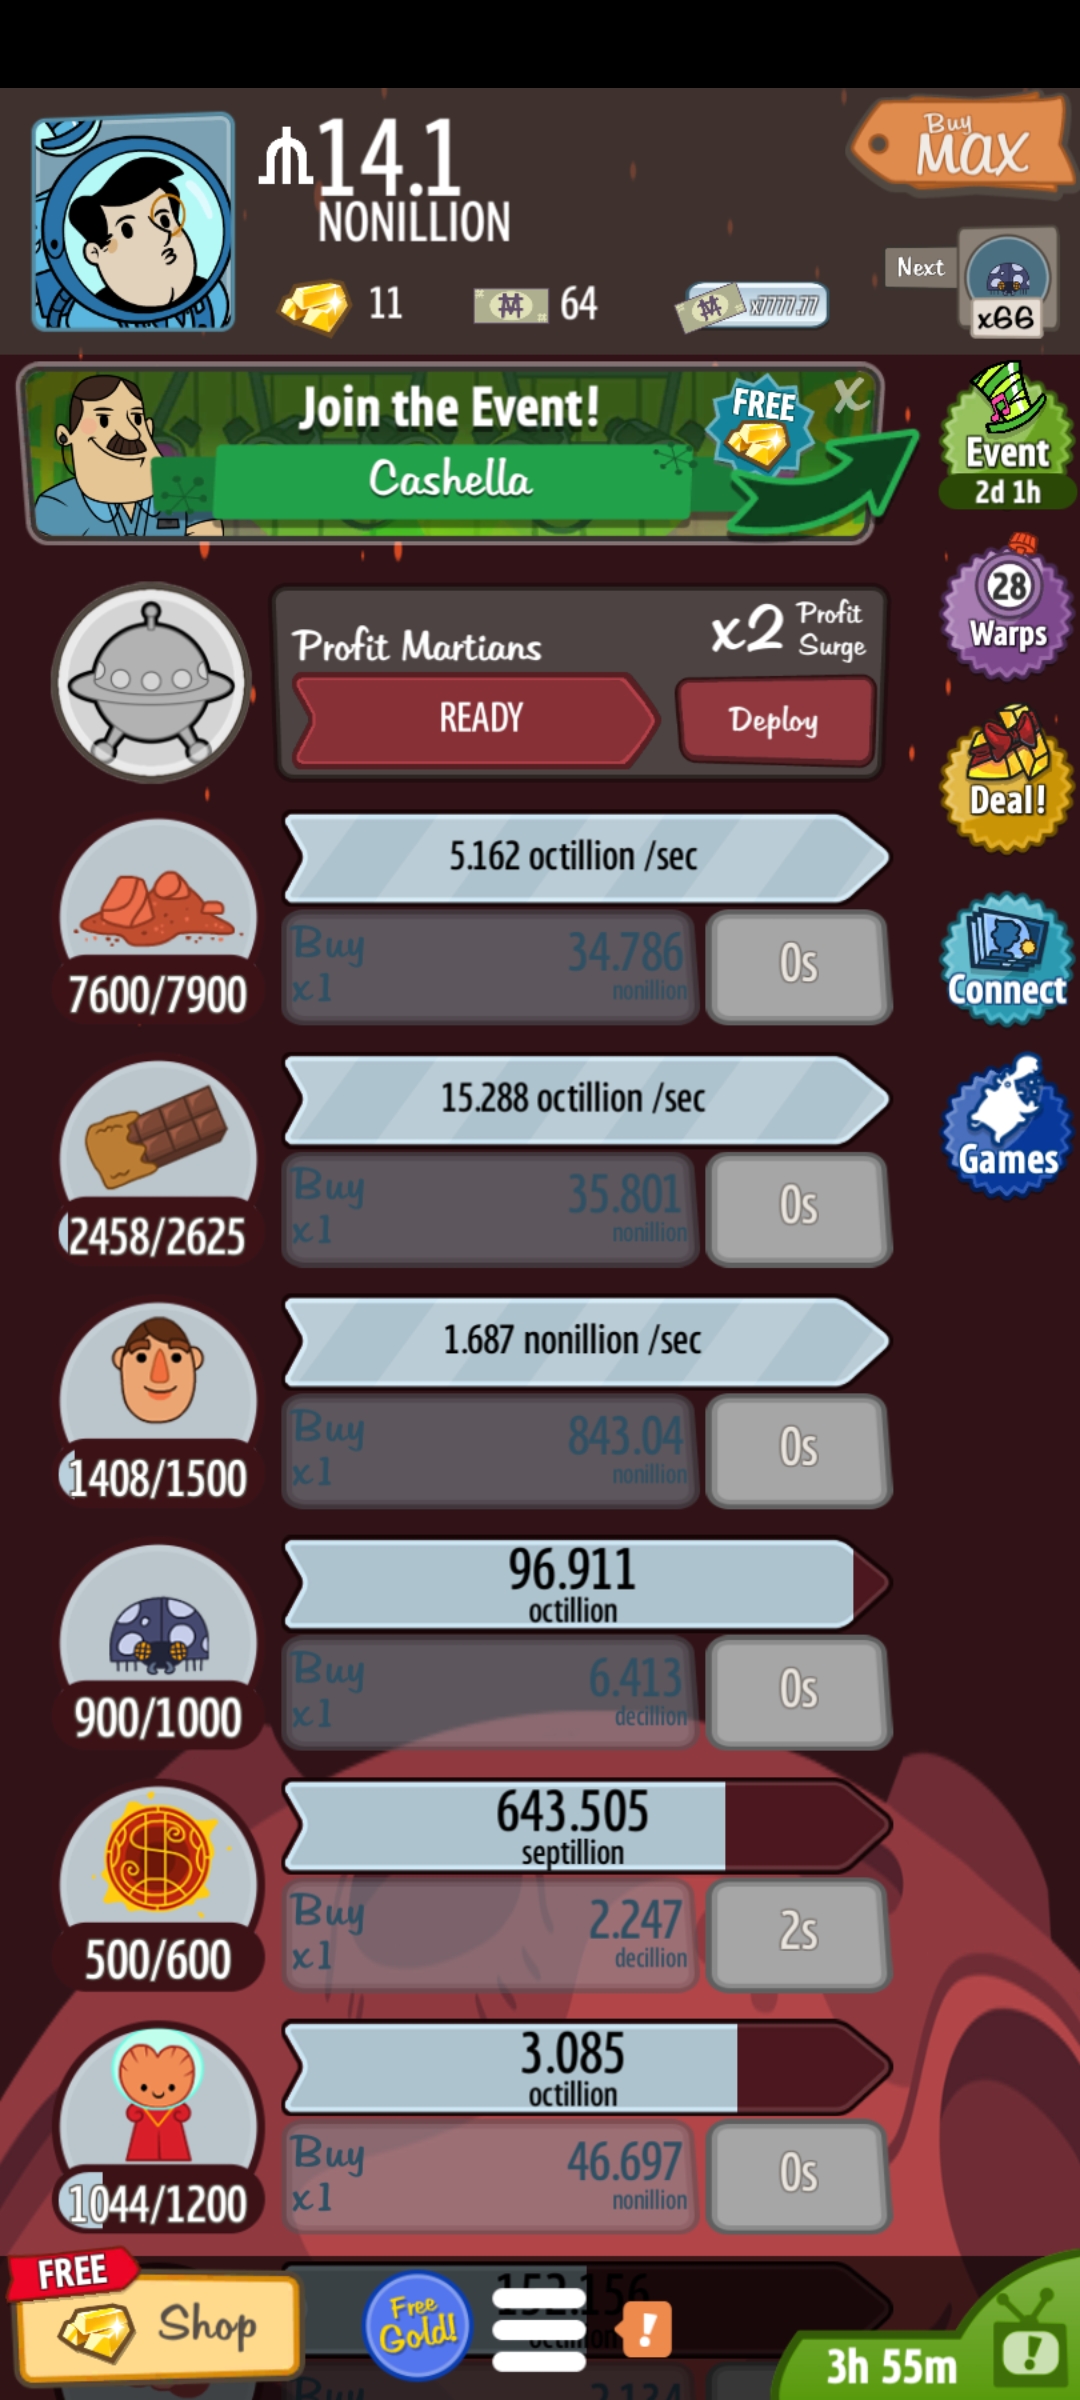 14.1
NONILLION
Buy
MAX
11
64
x7777.77
Next
x66
Join the Event!
Cashella
FREE
X
Event
2d 1h
28
Warps
Profit Martians
x2 Profit
Surge
READY
Deploy
Deal!
5.162 octillion /sec
7600/7900
Buy
x1
34.786
nonillion
0s
Connect
15.288 octillion /sec
2458/2625
Buy
x1
35.801
nonillion
0s
Games
1.687 nonillion /sec
1408/1500
Buy
x1
843.04
nonillion
0s
96.911
octillion
900/1000
Buy
x1
6.413
decillion
0s
643.505
septillion
500/600
Buy
x1
2.247
decillion
2s
3.085
octillion
1044/1200
Buy
x1
46.697
nonillion
0s
152.156
FREE
Shop
Free
Gold!
!
3h 55m
!
Buy
2.134